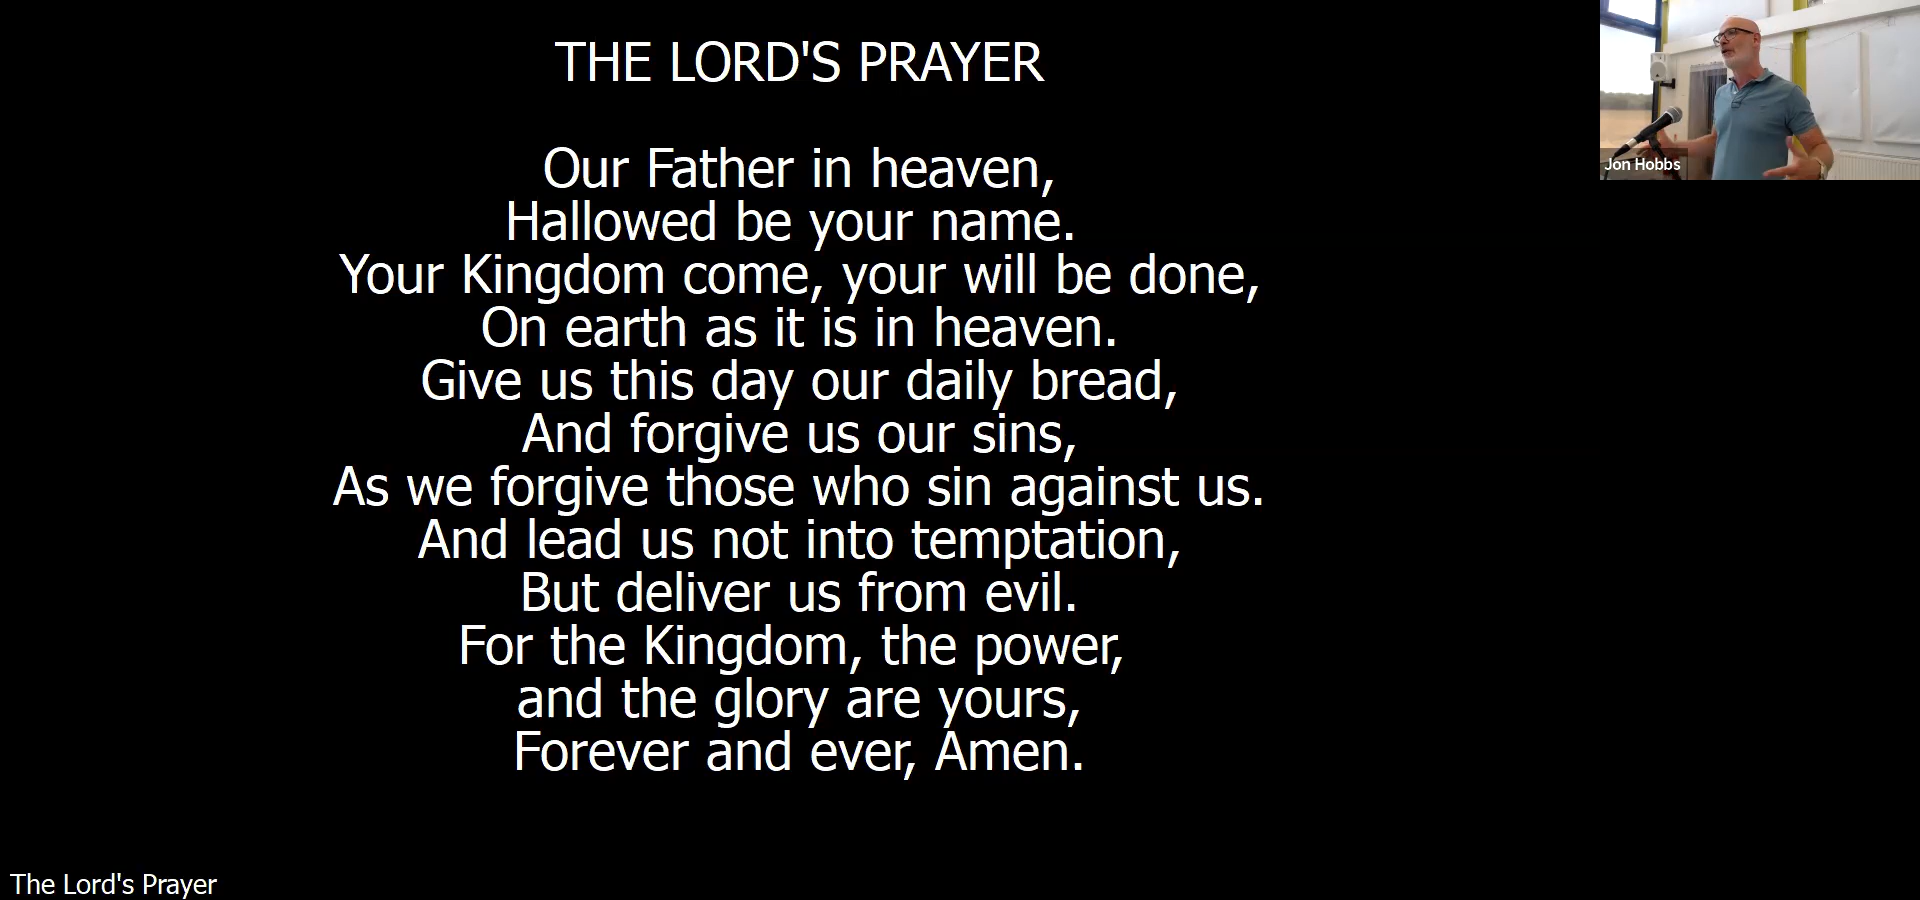 THE LORD'S PRAYER
Our Father in heaven,
Hallowed be your name.
Your Kingdom come, your will be done,
On earth as it is in heaven.
Give us this day our daily bread,
And forgive us our sins,
As we forgive those who sin against us.
And lead us not into temptation,
But deliver us from evil.
For the Kingdom, the power,
and the glory are yours,
Forever and ever, Amen.
Jon Hobbs
The Lord's Prayer